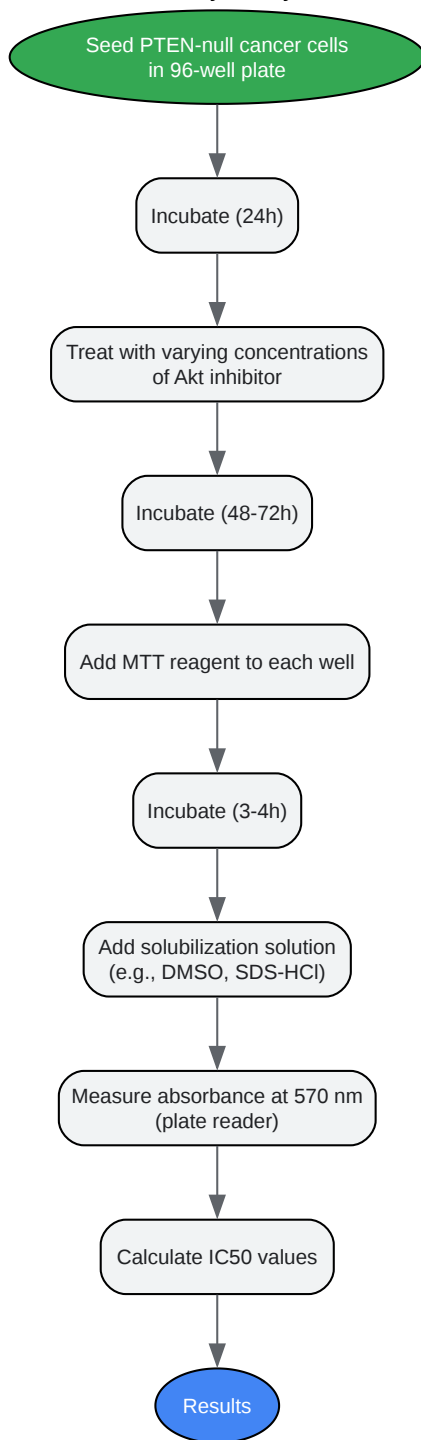 Seed PTEN-null cancer cells
in 96-well plate
Incubate (24h)
Treat with varying concentrations
of Akt inhibitor
Incubate (48-72h)
Add MTT reagent to each well
Incubate (3-4h)
Add solubilization solution
(e.g., DMSO, SDS-HCl)
Measure absorbance at 570 nm
(plate reader)
Calculate IC50 values
Results